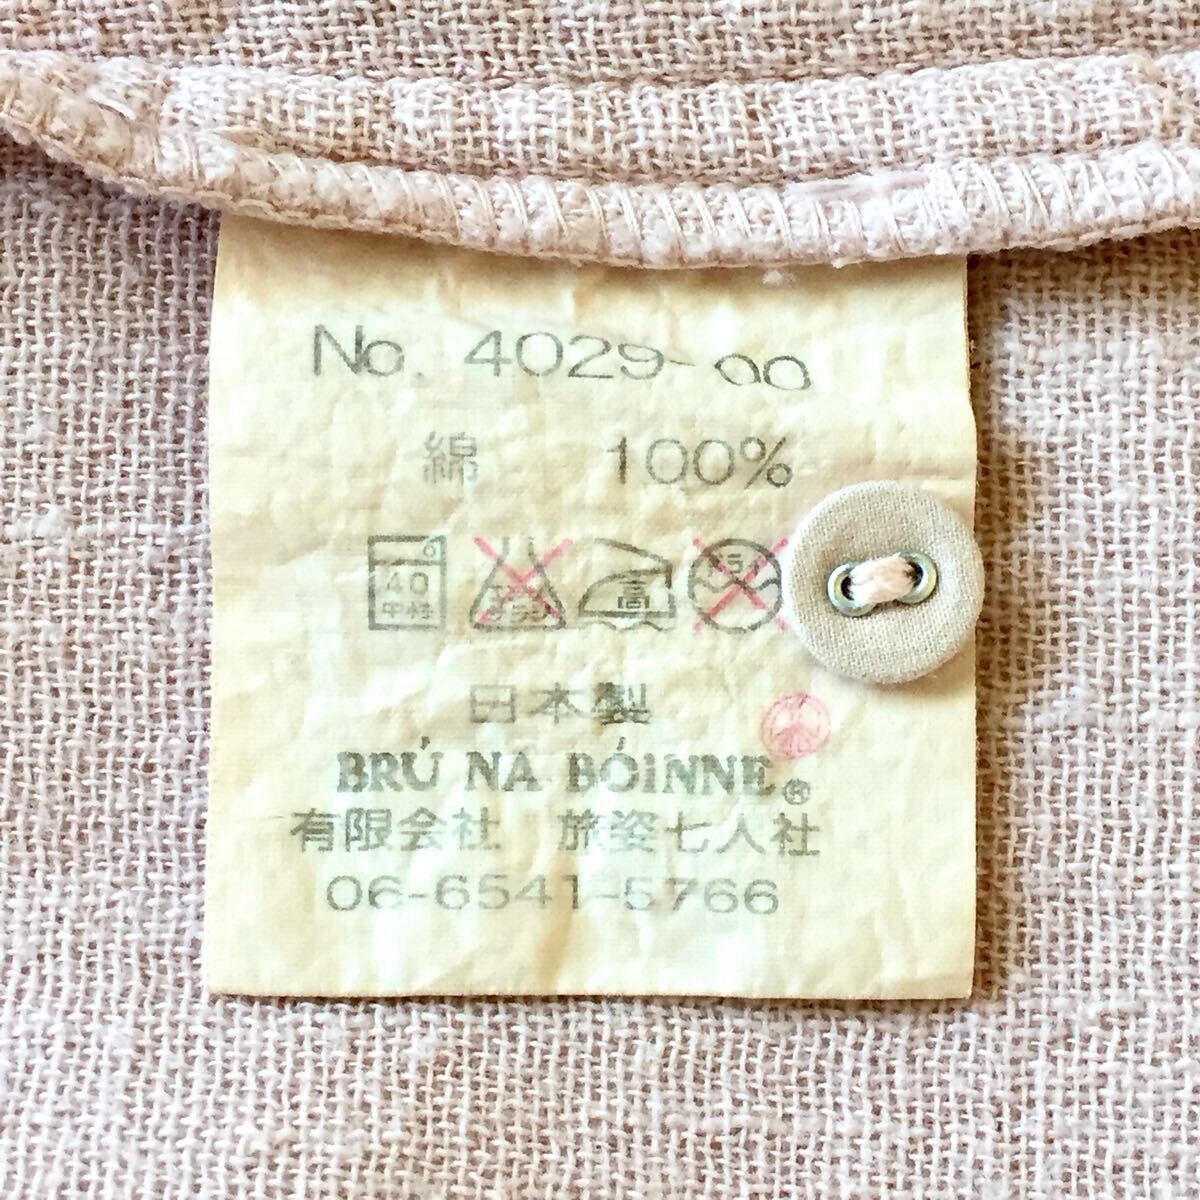 No. 4029-
綿 100%
40
中性
高
日本製
BRÚ NA BÓINNE®
有限会社 旅姿七人社
06-6541-5766